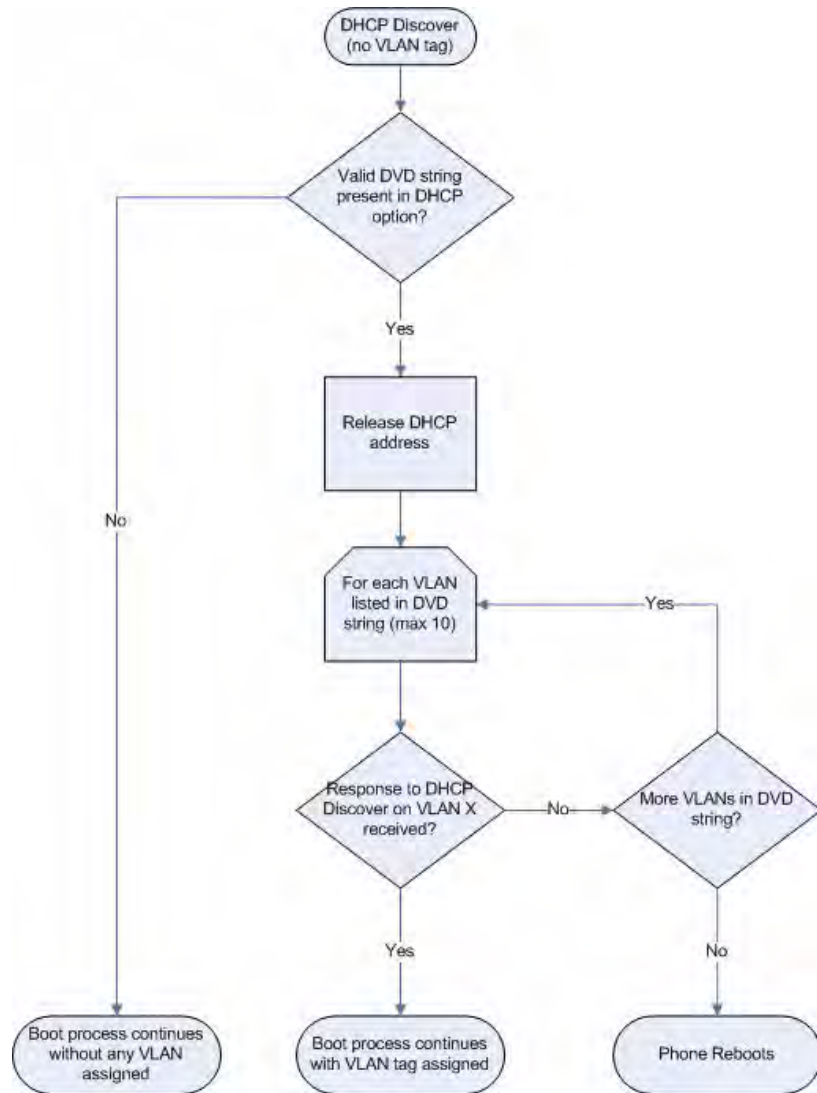 DHCP Discover
(no VLAN tag)
Valid DVD string
present in DHCP
option?
Yes
Release DHCP
address
No
For each VLAN
listed in DVD
string (max 10)
Yes
Response to DHCP
Discover on VLAN X
received?
No
More VLANs in DVD
string?
Yes
No
Boot process continues
without any VLAN
assigned
Boot process continues
with VLAN tag assigned
Phone Reboots